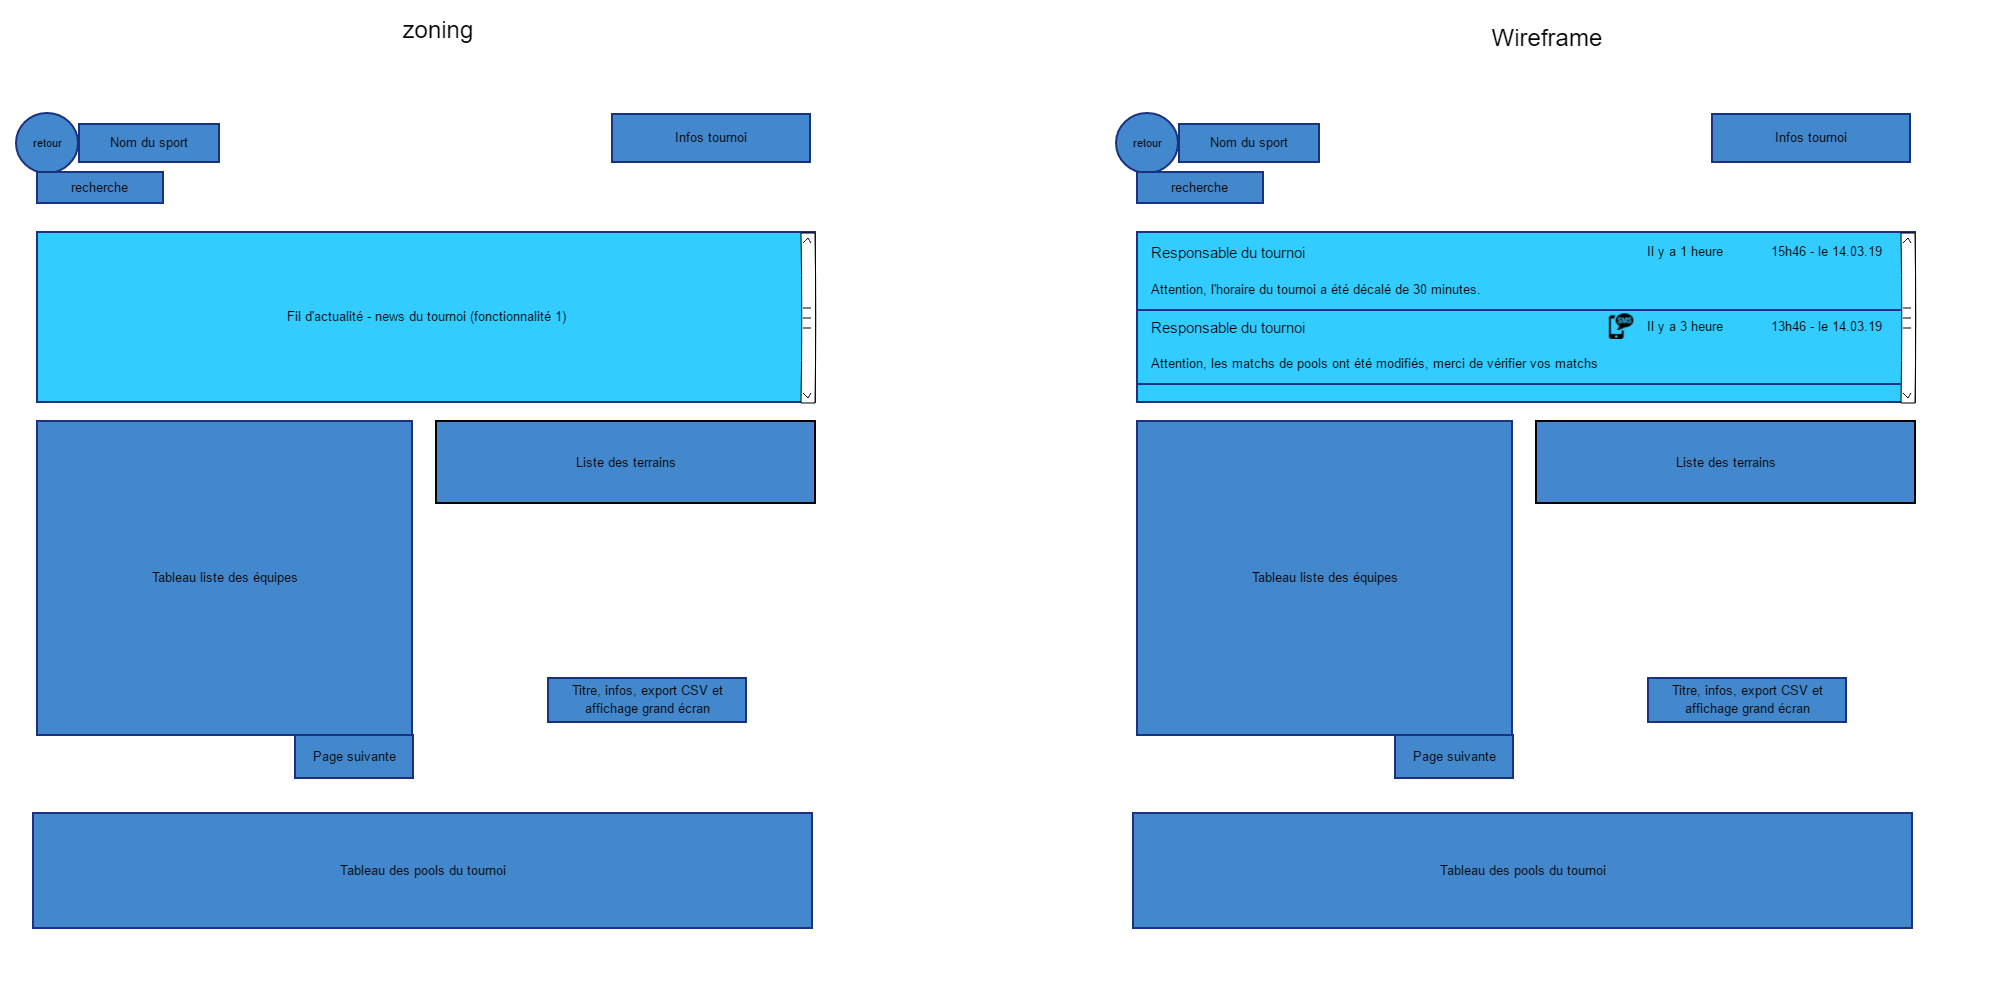 zoning
retour
Nom du sport
Infos tournoi
recherche
Fil d'actualité - news du tournoi (fonctionnalité 1)
Tableau liste des équipes
Liste des terrains
Titre, infos, export CSV et
affichage grand écran
Page suivante
Tableau des pools du tournoi
Wireframe
retour
Nom du sport
Infos tournoi
recherche
Responsable du tournoi Il y a 1 heure 15h46 - le 14.03.19
Attention, l'horaire du tournoi a été décalé de 30 minutes.
Responsable du tournoi SMS Il y a 3 heure 13h46 - le 14.03.19
Attention, les matchs de pools ont été modifiés, merci de vérifier vos matchs
Tableau liste des équipes
Liste des terrains
Titre, infos, export CSV et
affichage grand écran
Page suivante
Tableau des pools du tournoi